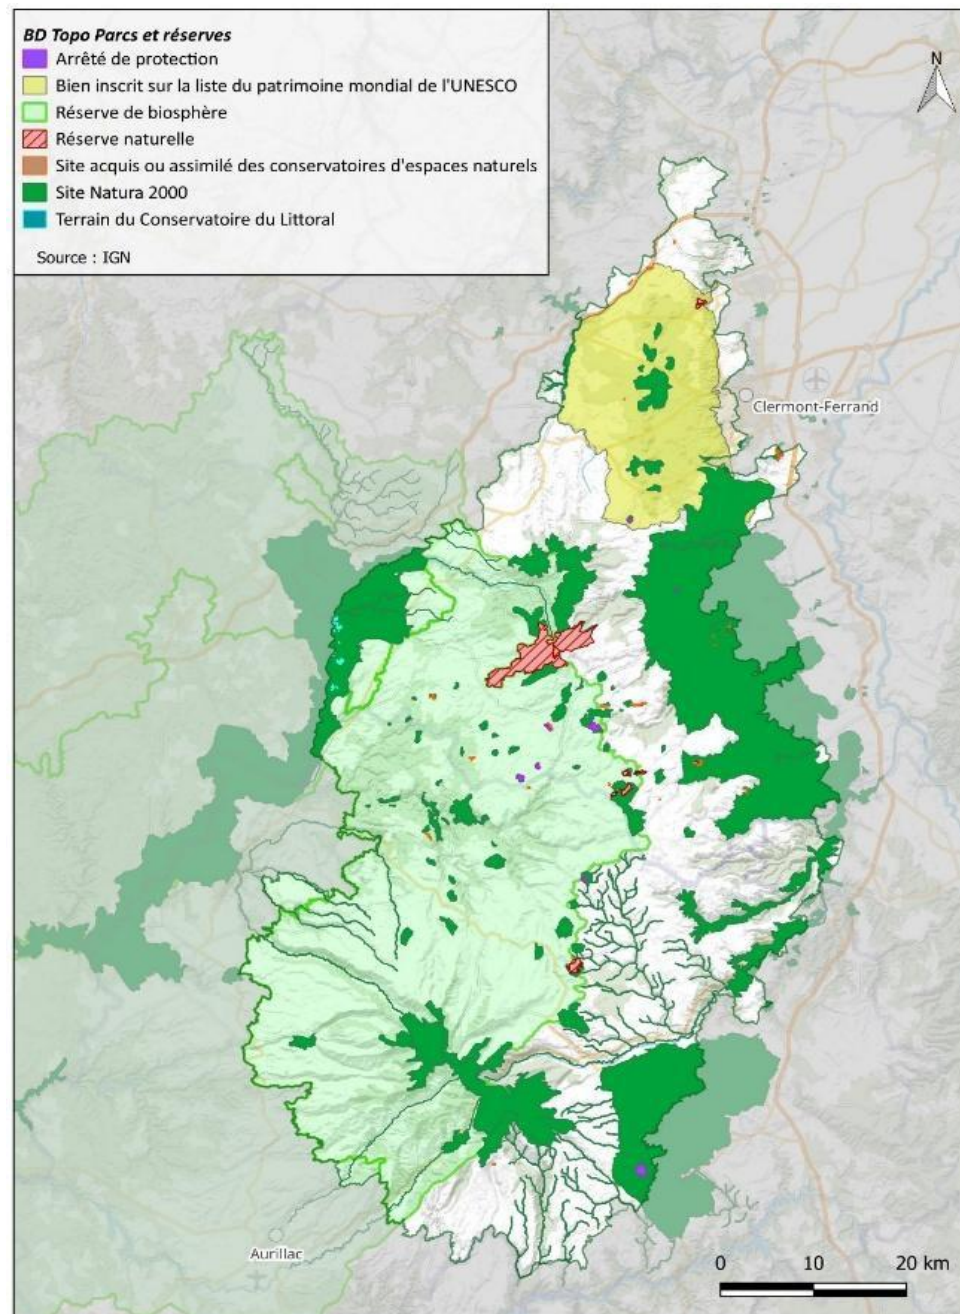 BD Topo Parcs et réserves
Arrêté de protection
Bien inscrit sur la liste du patrimoine mondial de l'UNESCO
Réserve de biosphère
Réserve naturelle
Site acquis ou assimilé des conservatoires d'espaces naturels
Site Natura 2000
Terrain du Conservatoire du Littoral
Source : IGN
N
Clermont-Ferrand
Aurillac
0 10 20 km